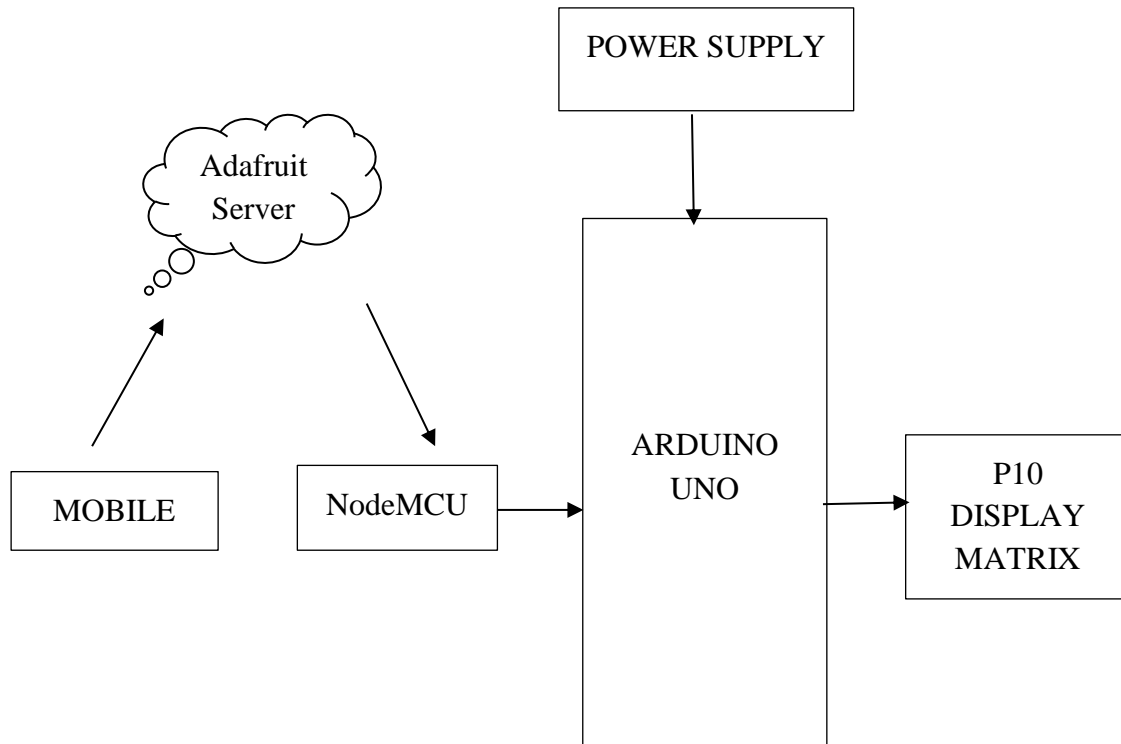 POWER SUPPLY
Adafruit
Server
MOBILE
NodeMCU
ARDUINO
UNO
P10
DISPLAY
MATRIX